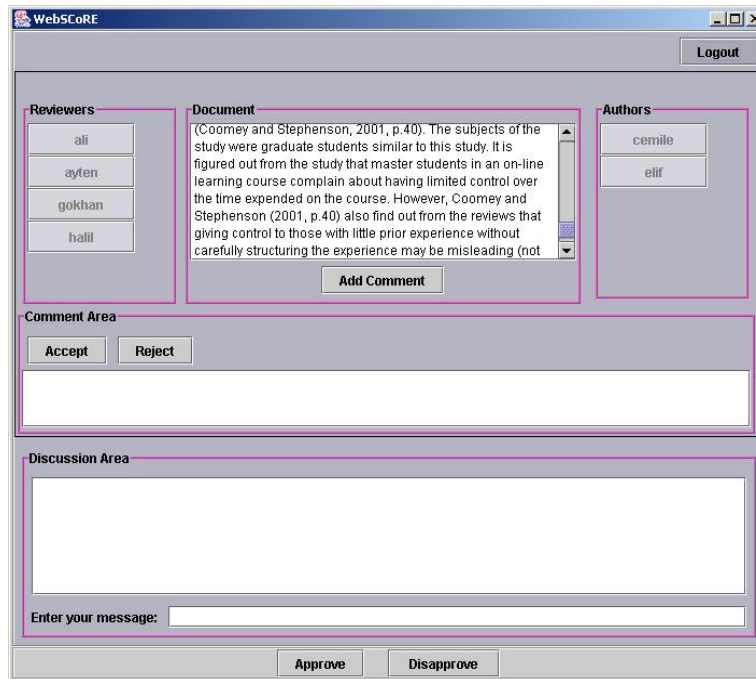 WebSCoRE
Logout
Reviewers
ali
ayten
gokhan
halil
Document
(Coomey and Stephenson, 2001, p.40). The subjects of the
study were graduate students similar to this study. It is
figured out from the study that master students in an on-line
learning course complain about having limited control over
the time expended on the course. However, Coomey and
Stephenson (2001, p.40) also find out from the reviews that
giving control to those with little prior experience without
carefully structuring the experience may be misleading (not
Add Comment
Authors
cemile
elif
Comment Area
Accept
Reject
Discussion Area
Enter your message:
Approve
Disapprove